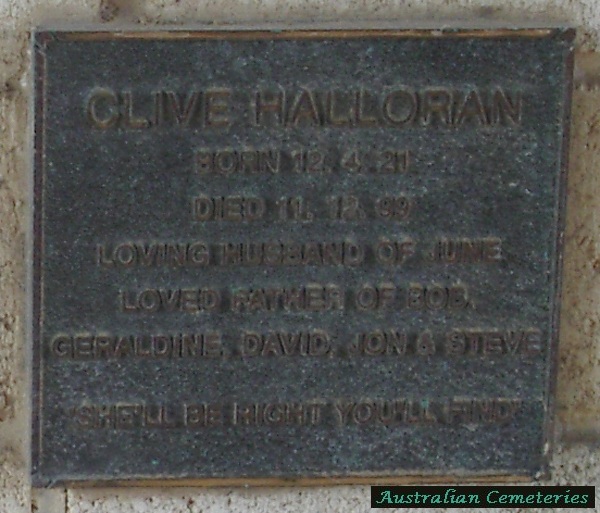 CLIVE HALLORAN
BORN 12. 4. 21
DIED 11. 12. 99
LOVING HUSBAND OF JUNE
LOVED FATHER OF BOB,
GERALDINE, DAVID, JON & STEVE
"SHE'LL BE RIGHT YOU'LL FIND"
Australian Cemeteries